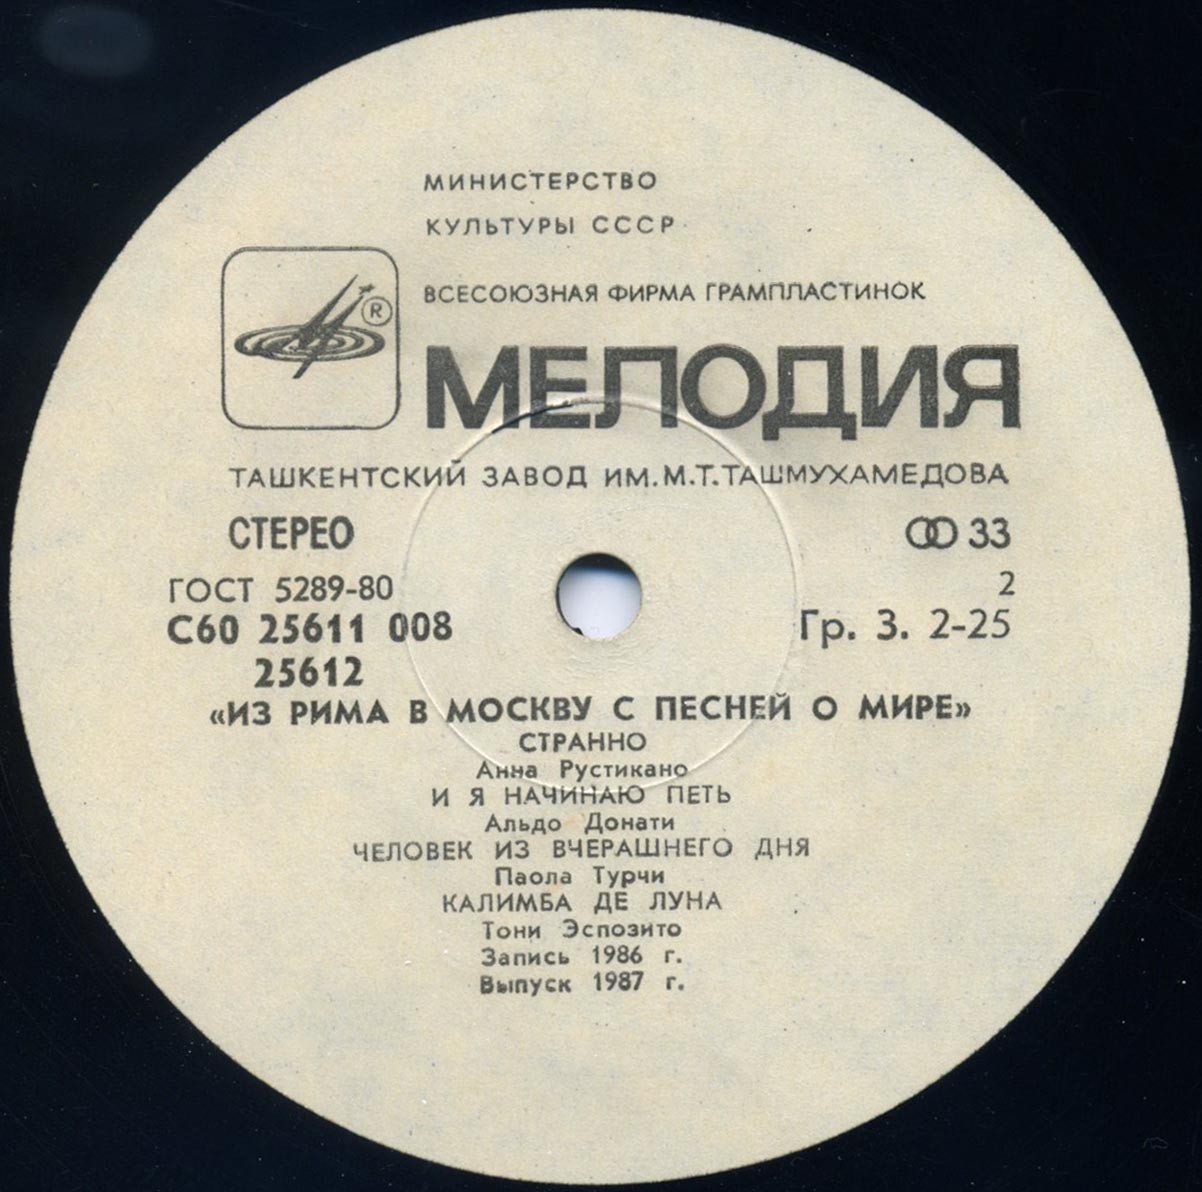 МИНИСТЕРСТВО
КУЛЬТУРЫ СССР
ВСЕСОЮЗНАЯ ФИРМА ГРАМПЛАСТИНОК
®
МЕЛОДИЯ
ТАШКЕНТСКИЙ ЗАВОД ИМ. М.Т. ТАШМУХАМЕДОВА
СТЕРЕО 33
ГОСТ 5289-80 2
С60 25611 008 Гр. 3. 2-25
25612
«ИЗ РИМА В МОСКВУ С ПЕСНЕЙ О МИРЕ»
СТРАННО
Анна Рустикано
И Я НАЧИНАЮ ПЕТЬ
Альдо Донати
ЧЕЛОВЕК ИЗ ВЧЕРАШНЕГО ДНЯ
Паола Турчи
КАЛИМБА ДЕ ЛУНА
Тони Эспозито
Запись 1986 г.
Выпуск 1987 г.